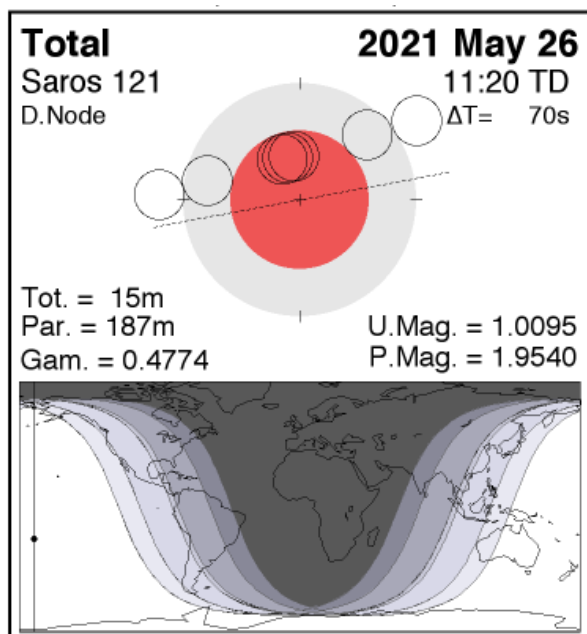 Total 2021 May 26
Saros 121 11:20 TD
D.Node ΔT= 70s
Tot. = 15m
Par. = 187m U.Mag. = 1.0095
Gam. = 0.4774 P.Mag. = 1.9540